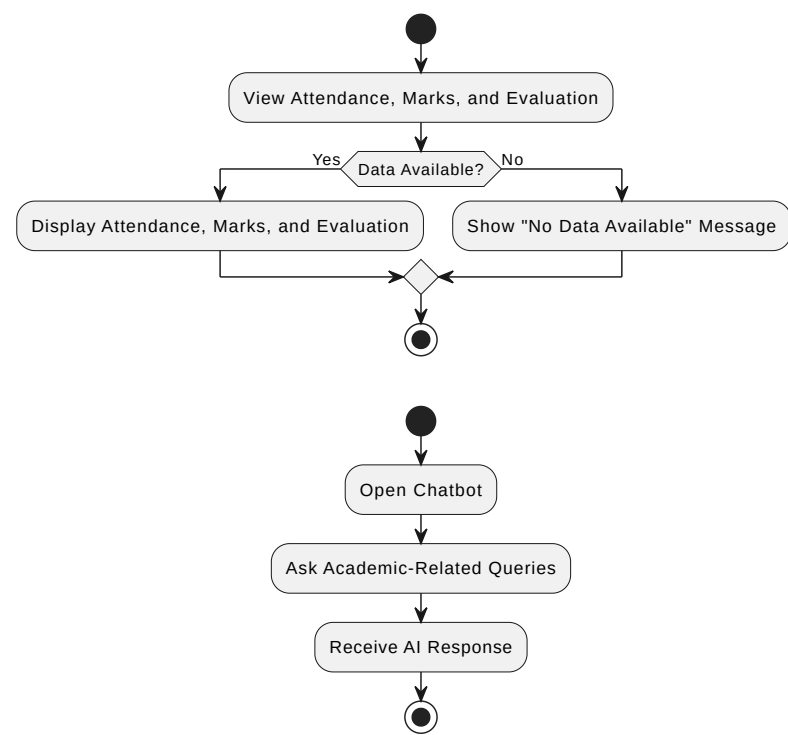 View Attendance, Marks, and Evaluation
Yes
Data Available?
No
Display Attendance, Marks, and Evaluation
Show "No Data Available" Message
Open Chatbot
Ask Academic-Related Queries
Receive AI Response